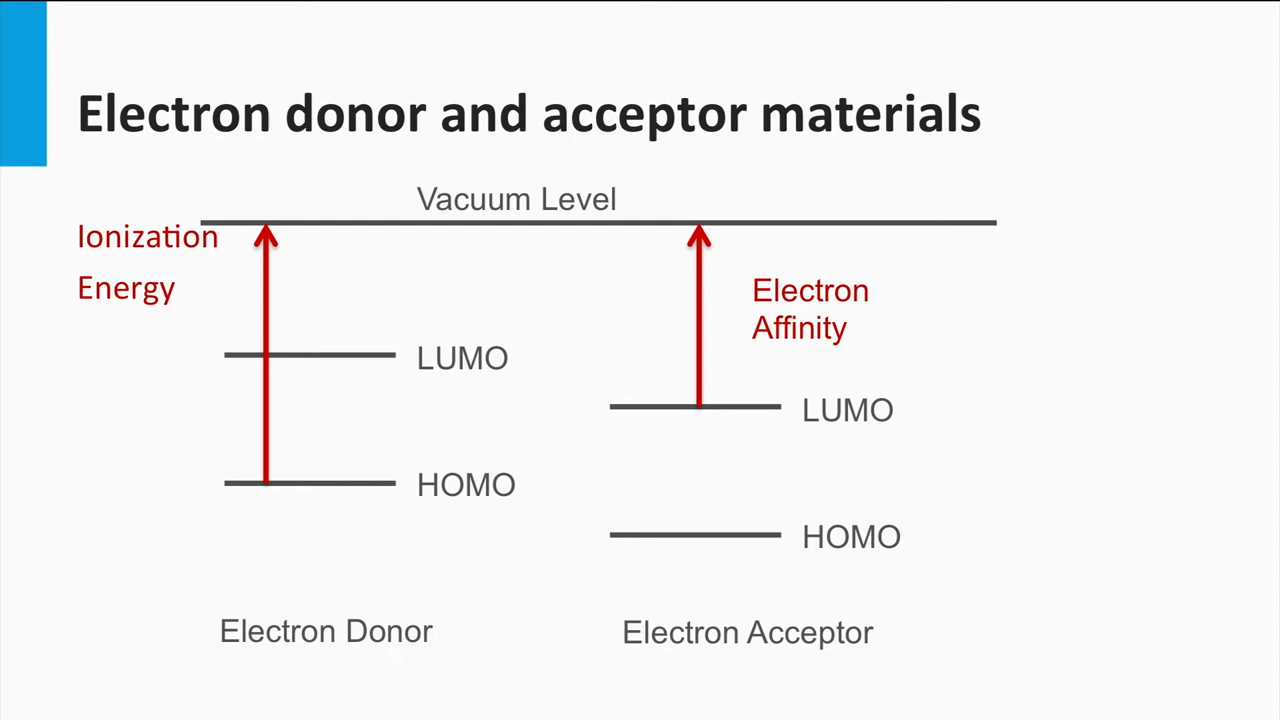 Electron donor and acceptor materials
Vacuum Level
Ionization
Energy
Electron
Affinity
LUMO
LUMO
HOMO
HOMO
Electron Donor
Electron Acceptor